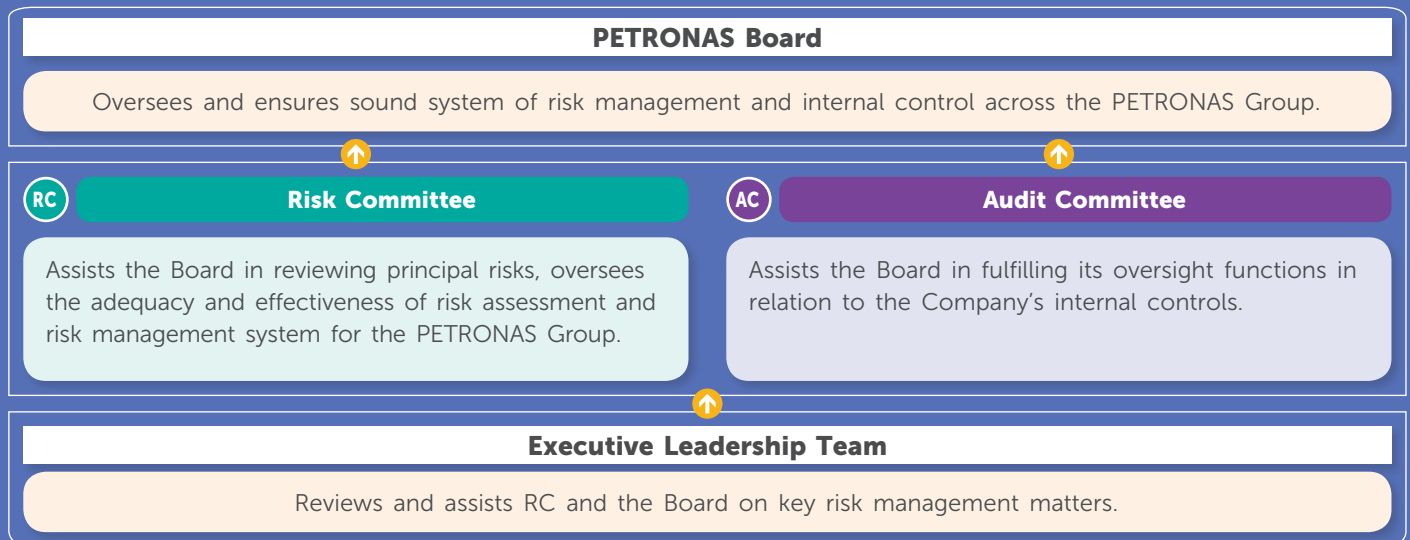 PETRONAS Board
Oversees and ensures sound system of risk management and internal control across the PETRONAS Group.
RC
Risk Committee
Assists the Board in reviewing principal risks, oversees
the adequacy and effectiveness of risk assessment and
risk management system for the PETRONAS Group.
AC
Audit Committee
Assists the Board in fulfilling its oversight functions in
relation to the Company's internal controls.
Executive Leadership Team
Reviews and assists RC and the Board on key risk management matters.